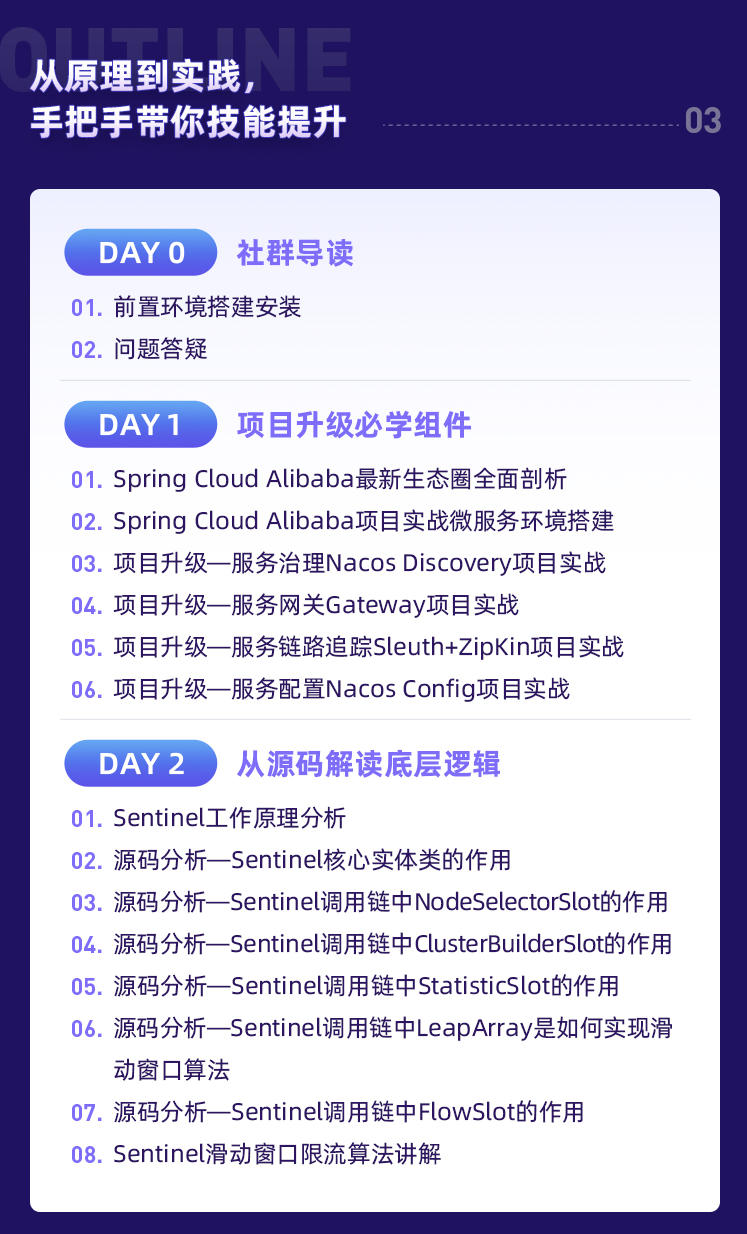 OUTLINE
从原理到实践，
手把手带你技能提升
03
DAY 0 社群导读
01. 前置环境搭建安装
02. 问题答疑
DAY 1 项目升级必学组件
01. Spring Cloud Alibaba最新生态圈全面剖析
02. Spring Cloud Alibaba项目实战微服务环境搭建
03. 项目升级—服务治理Nacos Discovery项目实战
04. 项目升级—服务网关Gateway项目实战
05. 项目升级—服务链路追踪Sleuth+ZipKin项目实战
06. 项目升级—服务配置Nacos Config项目实战
DAY 2 从源码解读底层逻辑
01. Sentinel工作原理分析
02. 源码分析—Sentinel核心实体类的作用
03. 源码分析—Sentinel调用链中NodeSelectorSlot的作用
04. 源码分析—Sentinel调用链中ClusterBuilderSlot的作用
05. 源码分析—Sentinel调用链中StatisticSlot的作用
06. 源码分析—Sentinel调用链中LeapArray是如何实现滑
动窗口算法
07. 源码分析—Sentinel调用链中FlowSlot的作用
08. Sentinel滑动窗口限流算法讲解